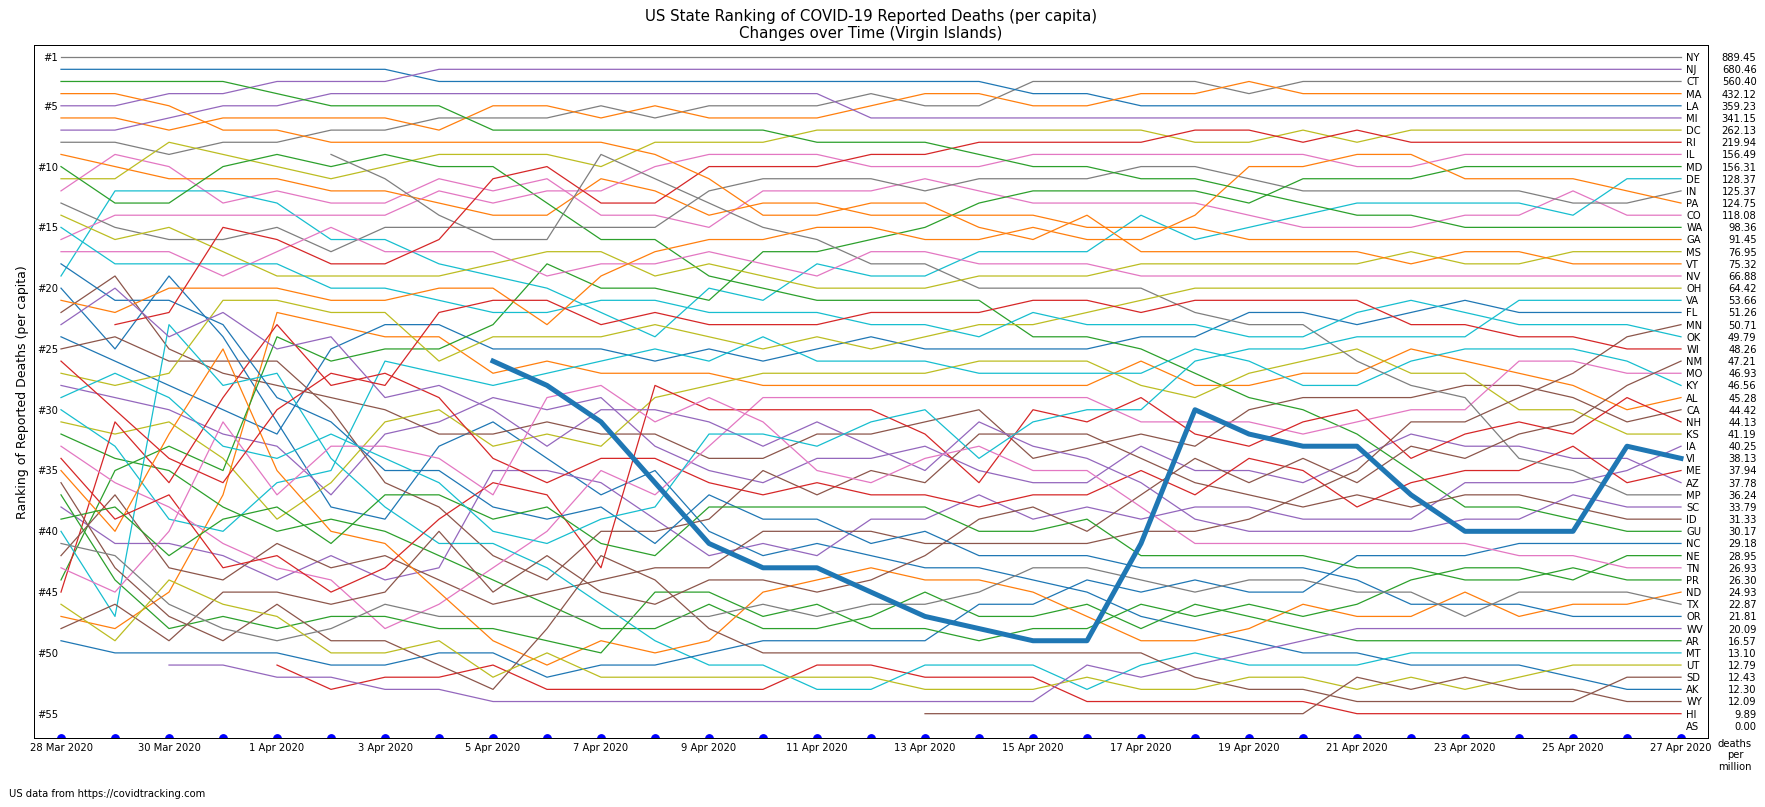 US State Ranking of COVID-19 Reported Deaths (per capita)
Changes over Time (Virgin Islands)
Ranking of Reported Deaths (per capita)
#1
#5
#10
#15
#20
#25
#30
#35
#40
#45
#50
#55
NY 889.45
NJ 680.46
CT 560.40
MA 432.12
LA 359.23
MI 341.15
DC 262.13
RI 219.94
IL 156.49
MD 156.31
DE 128.37
IN 125.37
PA 124.75
CO 118.08
WA 98.36
GA 91.45
MS 76.95
VT 75.32
NV 66.88
OH 64.42
VA 53.66
FL 51.26
MN 50.71
OK 49.79
WI 48.26
NM 47.21
MO 46.93
KY 46.56
AL 45.28
CA 44.42
NH 44.13
KS 41.19
IA 40.25
VI 38.13
ME 37.94
AZ 37.78
MP 36.24
SC 33.79
ID 31.33
GU 30.17
NC 29.18
NE 28.95
TN 26.93
PR 26.30
ND 24.93
TX 22.87
OR 21.81
WV 20.09
AR 16.57
MT 13.10
UT 12.79
SD 12.43
AK 12.30
WY 12.09
HI 9.89
AS 0.00
28 Mar 2020 30 Mar 2020 1 Apr 2020 3 Apr 2020 5 Apr 2020 7 Apr 2020 9 Apr 2020 11 Apr 2020 13 Apr 2020 15 Apr 2020 17 Apr 2020 19 Apr 2020 21 Apr 2020 23 Apr 2020 25 Apr 2020 27 Apr 2020
deaths
per
million
US data from https://covidtracking.com